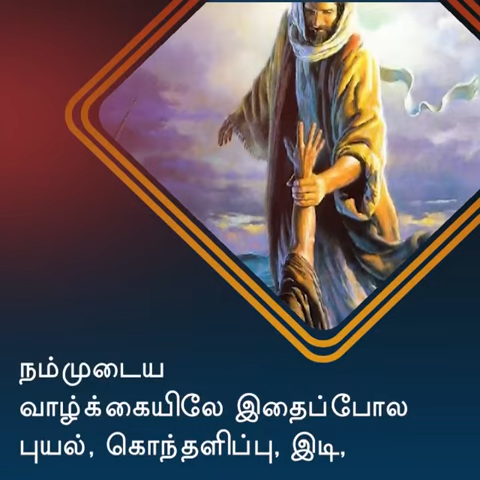 நம்முடைய
வாழ்க்கையிலே இதைப்போல
புயல், கொந்தளிப்பு, இடி,